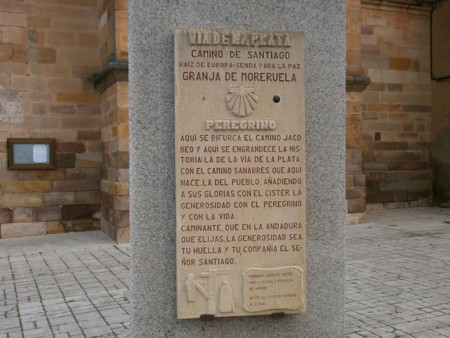 VIA DE LA PLATA
CAMINO DE SANTIAGO
RAIZ DE EUROPA-SENDA PARA LA PAZ
GRANJA DE MORERUELA
PEREGRINO
AQUI SE BIFURCA EL CAMINO JACO
BEO Y AQUI SE ENGRANDECE LA HIS
TORIA: LA DE LA VÍA DE LA PLATA
CON EL CAMINO SANABRÉS, QUE AQUI
NACE, LA DEL PUEBLO, AÑADIENDO
A SUS GLORIAS CON EL CISTER, LA
GENEROSIDAD CON EL PEREGRINO
Y CON LA VIDA.
CAMINANTE, QUE EN LA ANDADURA
QUE ELIJAS, LA GENEROSIDAD SEA
TU HUELLA Y TU COMPAÑIA EL SE-
ÑOR SANTIAGO.